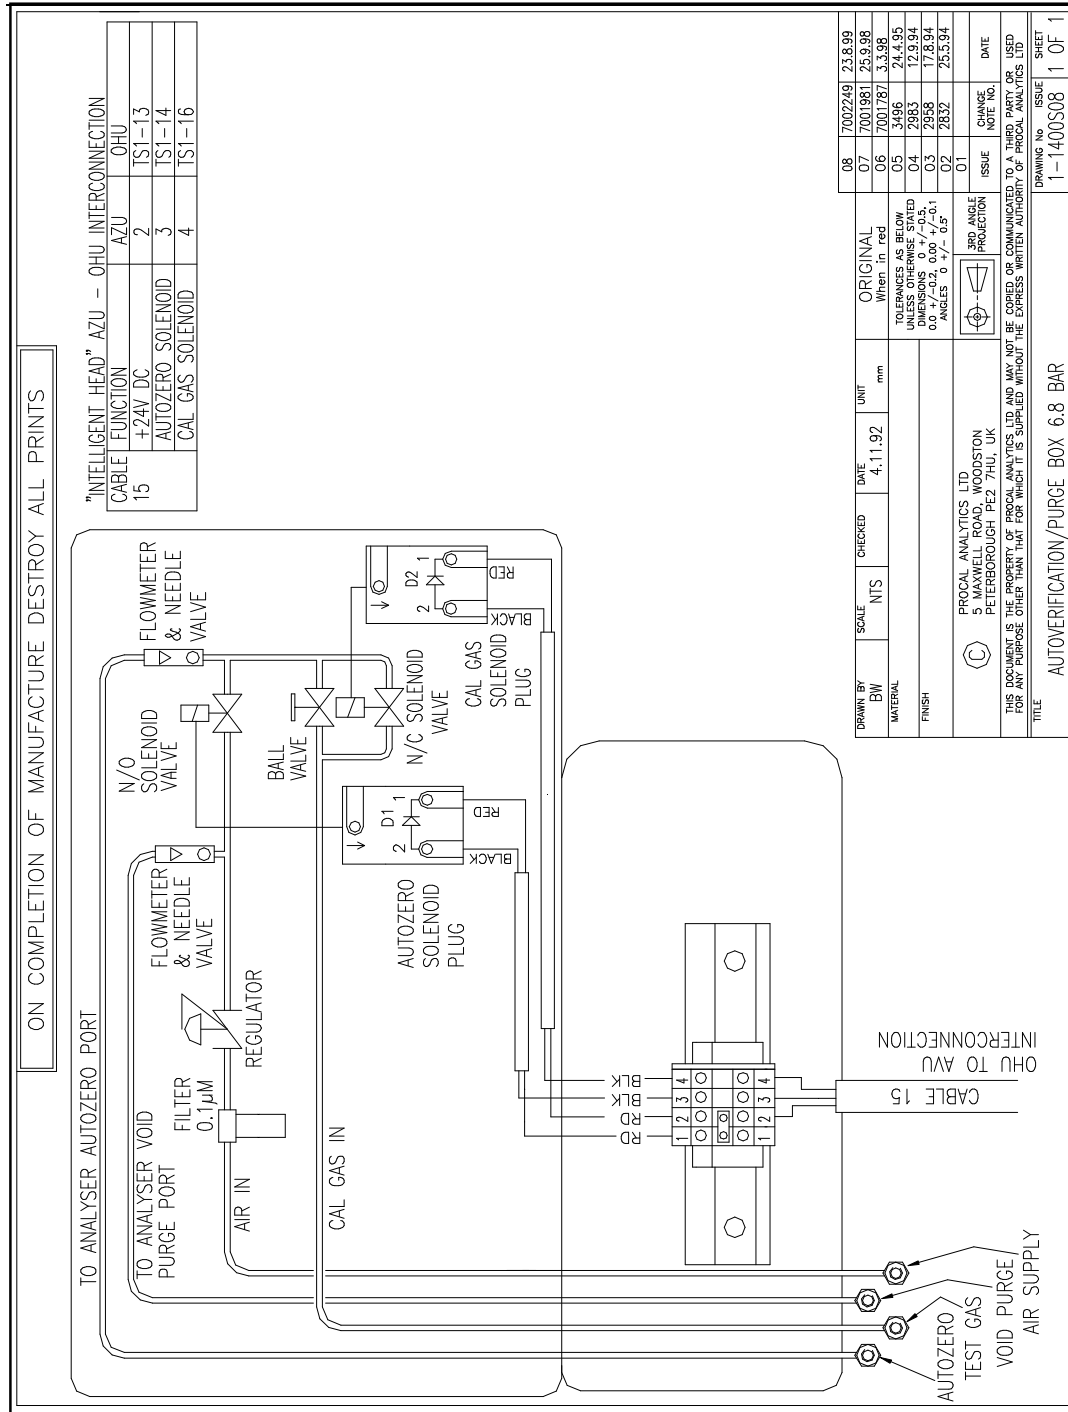 ON COMPLETION OF MANUFACTURE DESTROY ALL PRINTS
"INTELLIGENT HEAD" AZU - OHU INTERCONNECTION
CABLE FUNCTION AZU OHU
15 +24V DC 2 TS1-13
AUTOZERO SOLENOID 3 TS1-14
CAL GAS SOLENOID 4 TS1-16
TO ANALYSER AUTOZERO PORT
TO ANALYSER VOID
PURGE PORT
AIR IN
FILTER
0.1µM
REGULATOR
FLOWMETER
& NEEDLE
VALVE
N/O
SOLENOID
VALVE
FLOWMETER
& NEEDLE
VALVE
CAL GAS IN
BALL
VALVE
N/C SOLENOID
VALVE
AUTOZERO
SOLENOID
PLUG
D1
2 1
BLACK
RED
CAL GAS
SOLENOID
PLUG
D2
2 1
BLACK
RED
RD
RD
BLK
BLK
1 2 3 4
1 2 3 4
CABLE 15
OHU TO AVU
INTERCONNECTION
AUTOZERO
TEST GAS
VOID PURGE
AIR SUPPLY
DRAWN BY
BW
SCALE
NTS
CHECKED
DATE
4.11.92
UNIT
mm
ORIGINAL
When in red
MATERIAL
FINISH
TOLERANCES AS BELOW
UNLESS OTHERWISE STATED
DIMENSIONS 0 +/-0.5,
0.0 +/-0.2, 0.00 +/-0.1
ANGLES 0 +/- 0.5°
08 7002249 23.8.99
07 7001981 25.9.98
06 7001787 3.3.98
05 3496 24.4.95
04 2983 12.9.94
03 2958 17.8.94
02 2832 25.5.94
01
ISSUE CHANGE NOTE NO. DATE
C
PROCAL ANALYTICS LTD
5 MAXWELL ROAD, WOODSTON
PETERBOROUGH PE2 7HU, UK
3RD ANGLE
PROJECTION
THIS DOCUMENT IS THE PROPERTY OF PROCAL ANALYTICS LTD AND MAY NOT BE COPIED OR COMMUNICATED TO A THIRD PARTY OR USED
FOR ANY PURPOSE OTHER THAN THAT FOR WHICH IT IS SUPPLIED WITHOUT THE EXPRESS WRITTEN AUTHORITY OF PROCAL ANALYTICS LTD
TITLE
AUTOVERIFICATION/PURGE BOX 6.8 BAR
DRAWING No ISSUE
1-1400S08
SHEET
1 OF 1